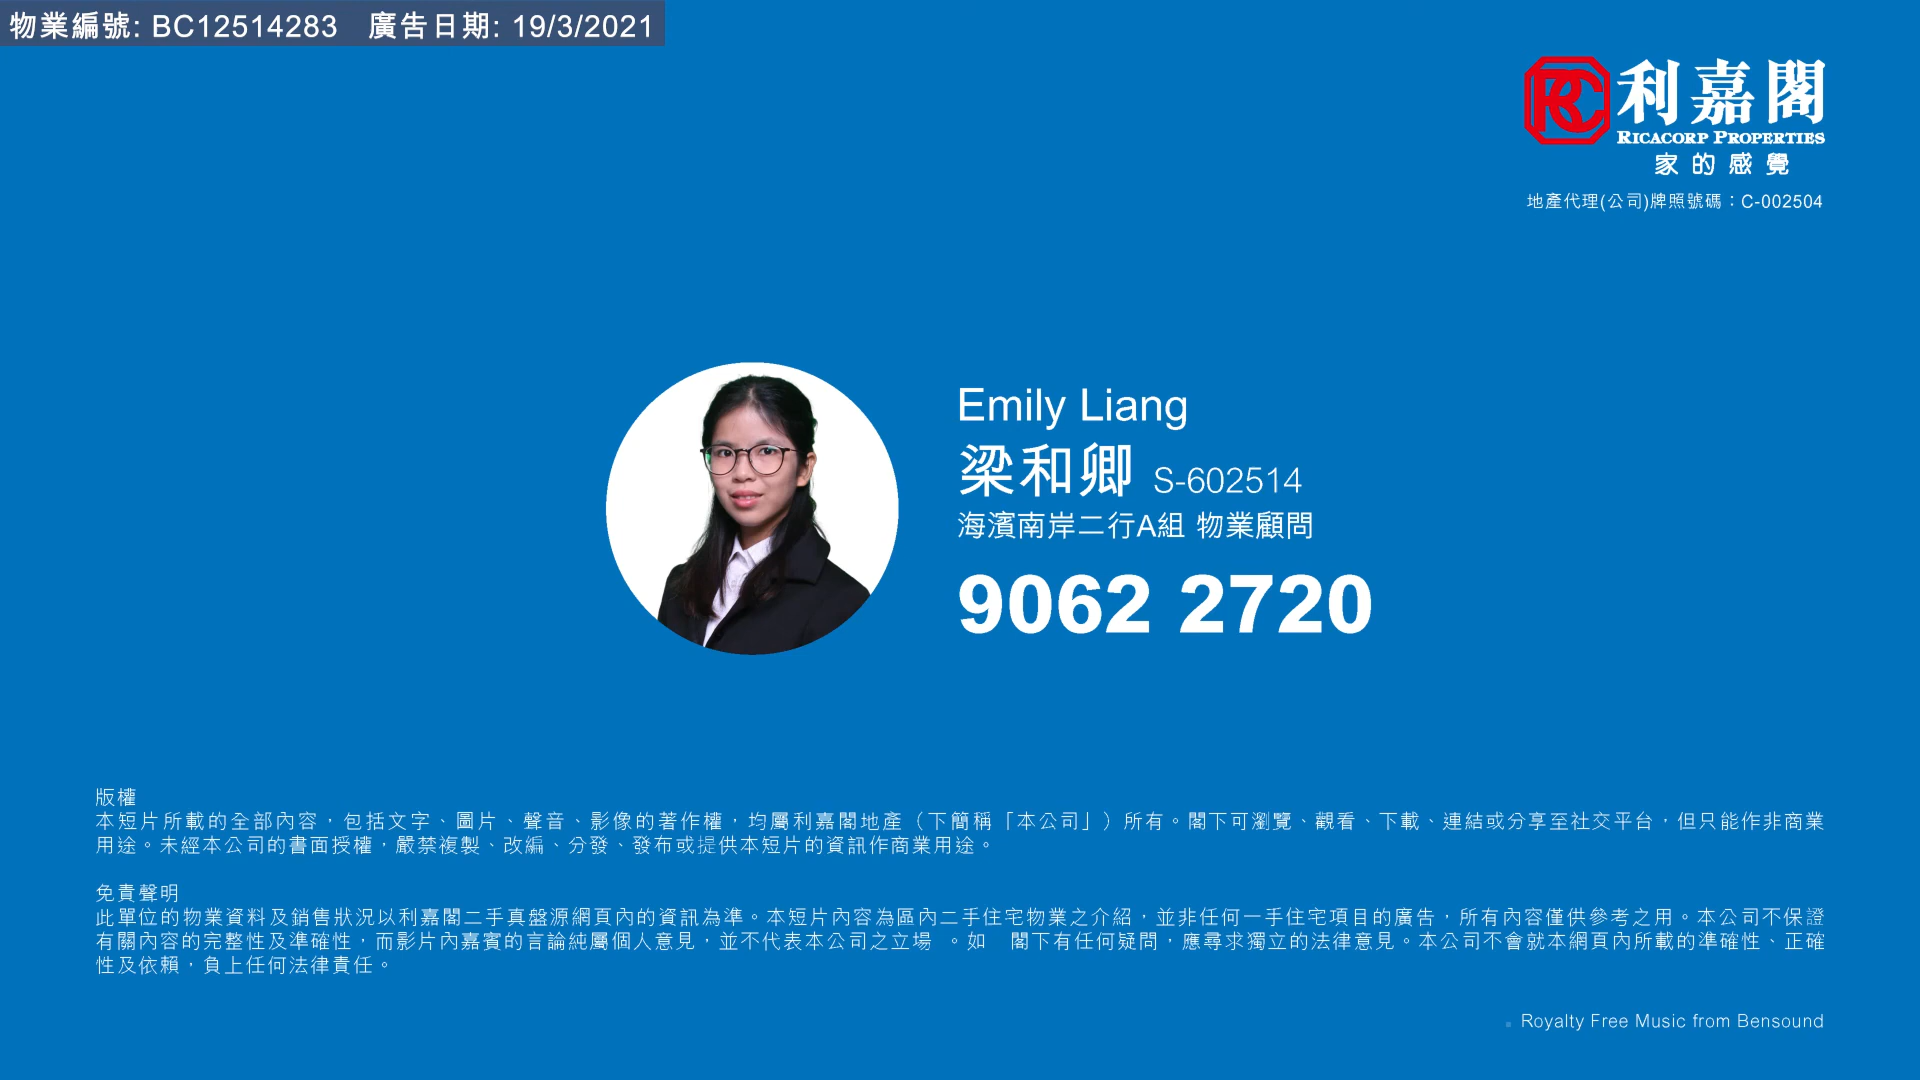 物業編號: BC12514283 廣告日期: 19/3/2021
RC 利嘉閣
RICACORP PROPERTIES
家的感覺
地產代理(公司)牌照號碼：C-002504
Emily Liang
梁和卿 S-602514
海濱南岸二行A組 物業顧問
9062 2720
版權
本短片所載的全部內容，包括文字、圖片、聲音、影像的著作權，均屬利嘉閣地產（下簡稱「本公司」）所有。閣下可瀏覽、觀看、下載、連結或分享至社交平台，但只能作非商業
用途。未經本公司的書面授權，嚴禁複製、改編、分發、發布或提供本短片的資訊作商業用途。
免責聲明
此單位的物業資料及銷售狀況以利嘉閣二手真盤源網頁內的資訊為準。本短片內容為區內二手住宅物業之介紹，並非任何一手住宅項目的廣告，所有內容僅供參考之用。本公司不保證
有關內容的完整性及準確性，而影片內嘉賓的言論純屬個人意見，並不代表本公司之立場 。如 閣下有任何疑問，應尋求獨立的法律意見。本公司不會就本網頁內所載的準確性、正確
性及依賴，負上任何法律責任。
Royalty Free Music from Bensound